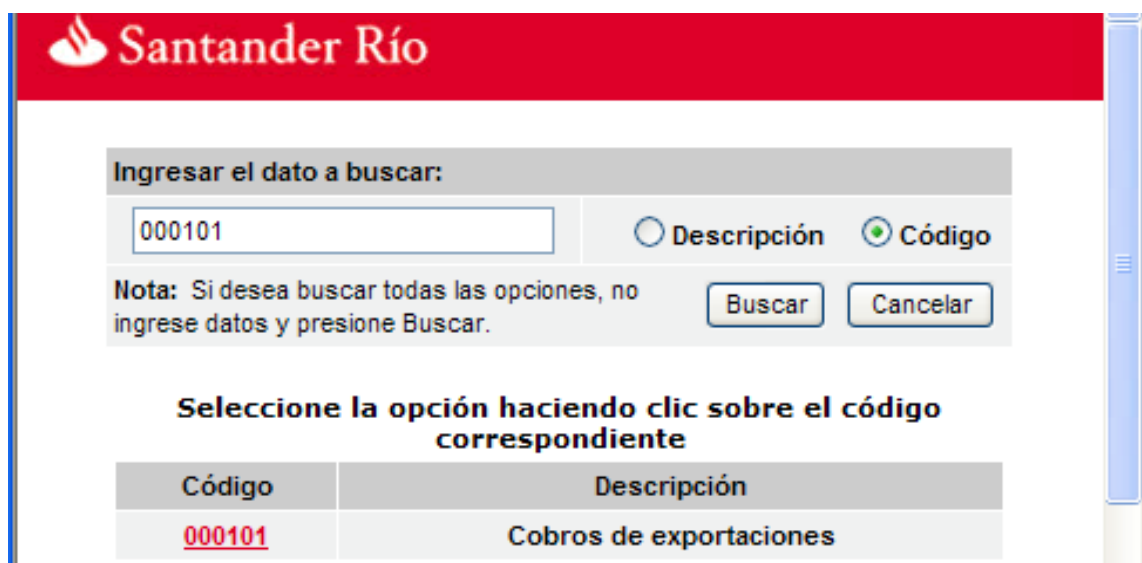 Santander Río
Ingresar el dato a buscar:
000101 Descripción Código
Nota: Si desea buscar todas las opciones, no
ingrese datos y presione Buscar.
Buscar Cancelar
Seleccione la opción haciendo clic sobre el código
correspondiente
Código Descripción
000101 Cobros de exportaciones